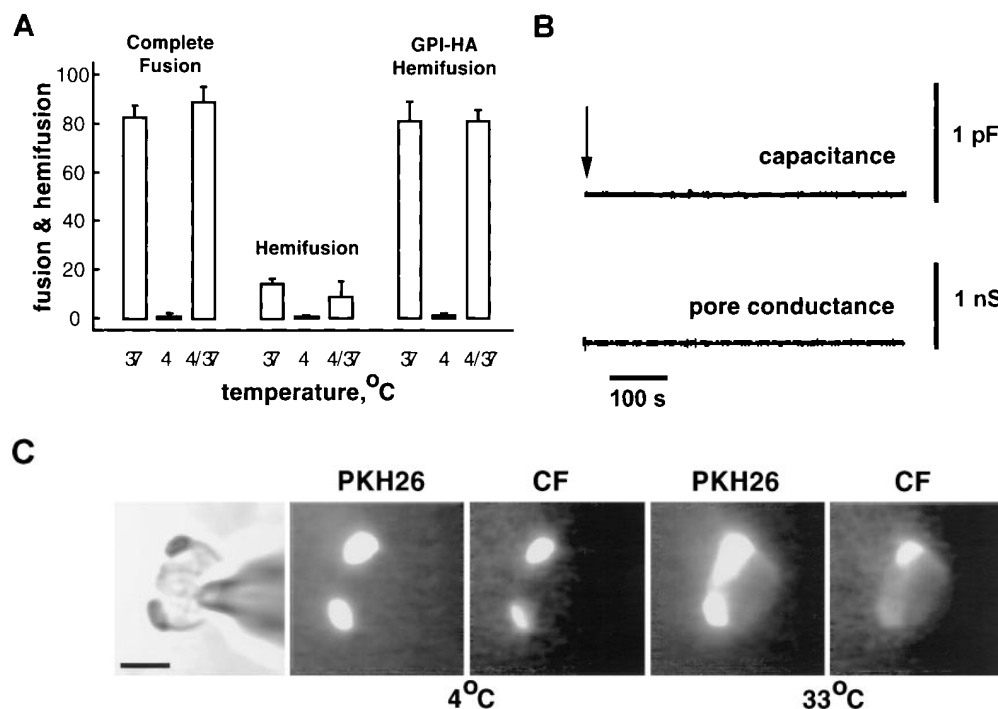 A
Complete
Fusion
GPI-HA
Hemifusion
Hemifusion
fusion & hemifusion
100
80
60
40
20
0
37 4 4/37 37 4 4/37 37 4 4/37
temperature,°C
B
capacitance
1 pF
pore conductance
1 nS
100 s
C
PKH26 CF PKH26 CF
4°C 33°C